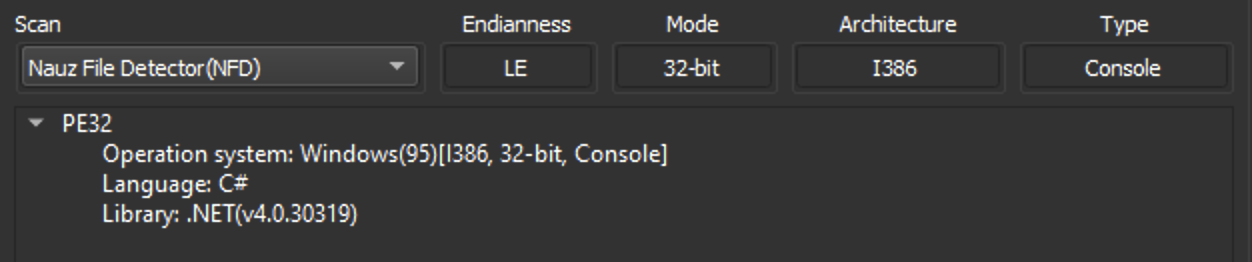 Scan Endianness Mode Architecture Type
Nauz File Detector(NFD) LE 32-bit I386 Console
PE32
Operation system: Windows(95)[I386, 32-bit, Console]
Language: C#
Library: .NET(v4.0.30319)